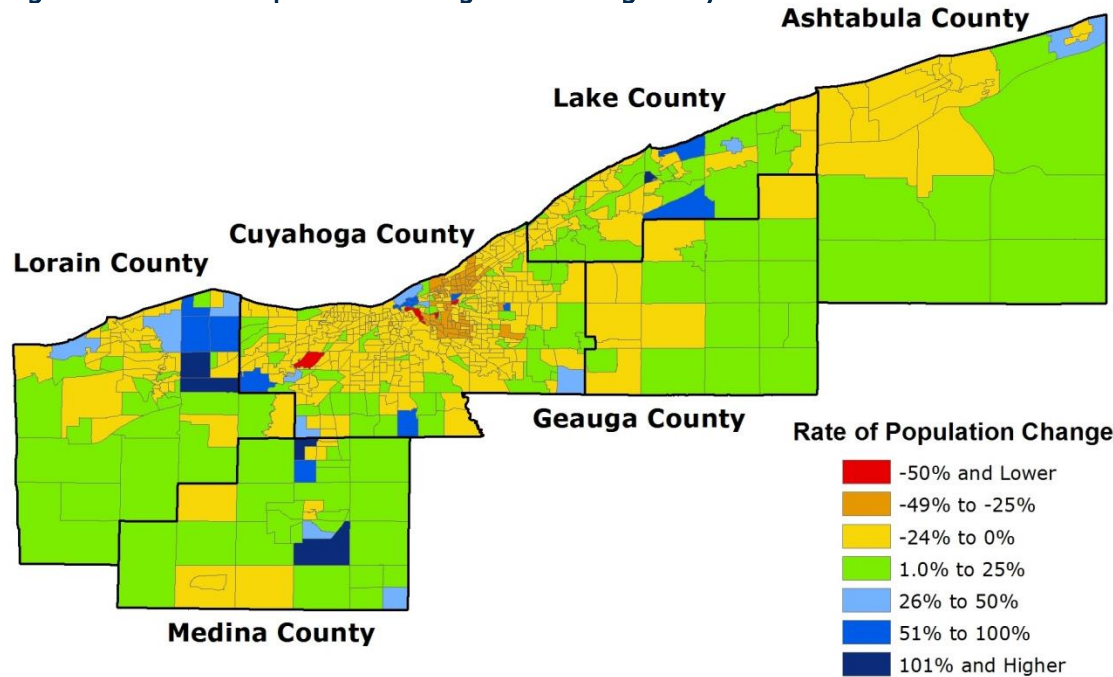 Ashtabula County
Lake County
Cuyahoga County
Lorain County
Geauga County
Medina County
Rate of Population Change
-50% and Lower
-49% to -25%
-24% to 0%
1.0% to 25%
26% to 50%
51% to 100%
101% and Higher